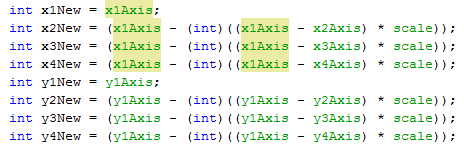 int x1New = x1Axis;
int x2New = (x1Axis - (int)((x1Axis - x2Axis) * scale));
int x3New = (x1Axis - (int)((x1Axis - x3Axis) * scale));
int x4New = (x1Axis - (int)((x1Axis - x4Axis) * scale));
int y1New = y1Axis;
int y2New = (y1Axis - (int)((y1Axis - y2Axis) * scale));
int y3New = (y1Axis - (int)((y1Axis - y3Axis) * scale));
int y4New = (y1Axis - (int)((y1Axis - y4Axis) * scale));